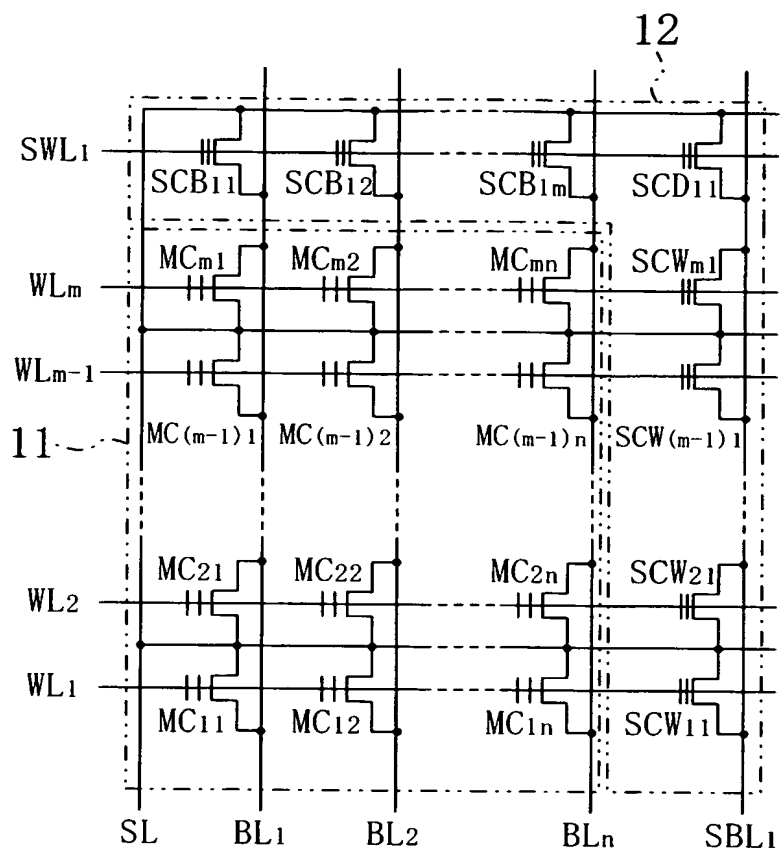 12
SWL1
SCB11 SCB12 SCB1m SCD11
MCm1 MCm2 MCmn SCWm1
WLm
WLm-1
11 MC(m-1)1 MC(m-1)2 MC(m-1)n SCW(m-1)1
MC21 MC22 MC2n SCW21
WL2
WL1
MC11 MC12 MC1n SCW11
SL BL1 BL2 BLn SBL1